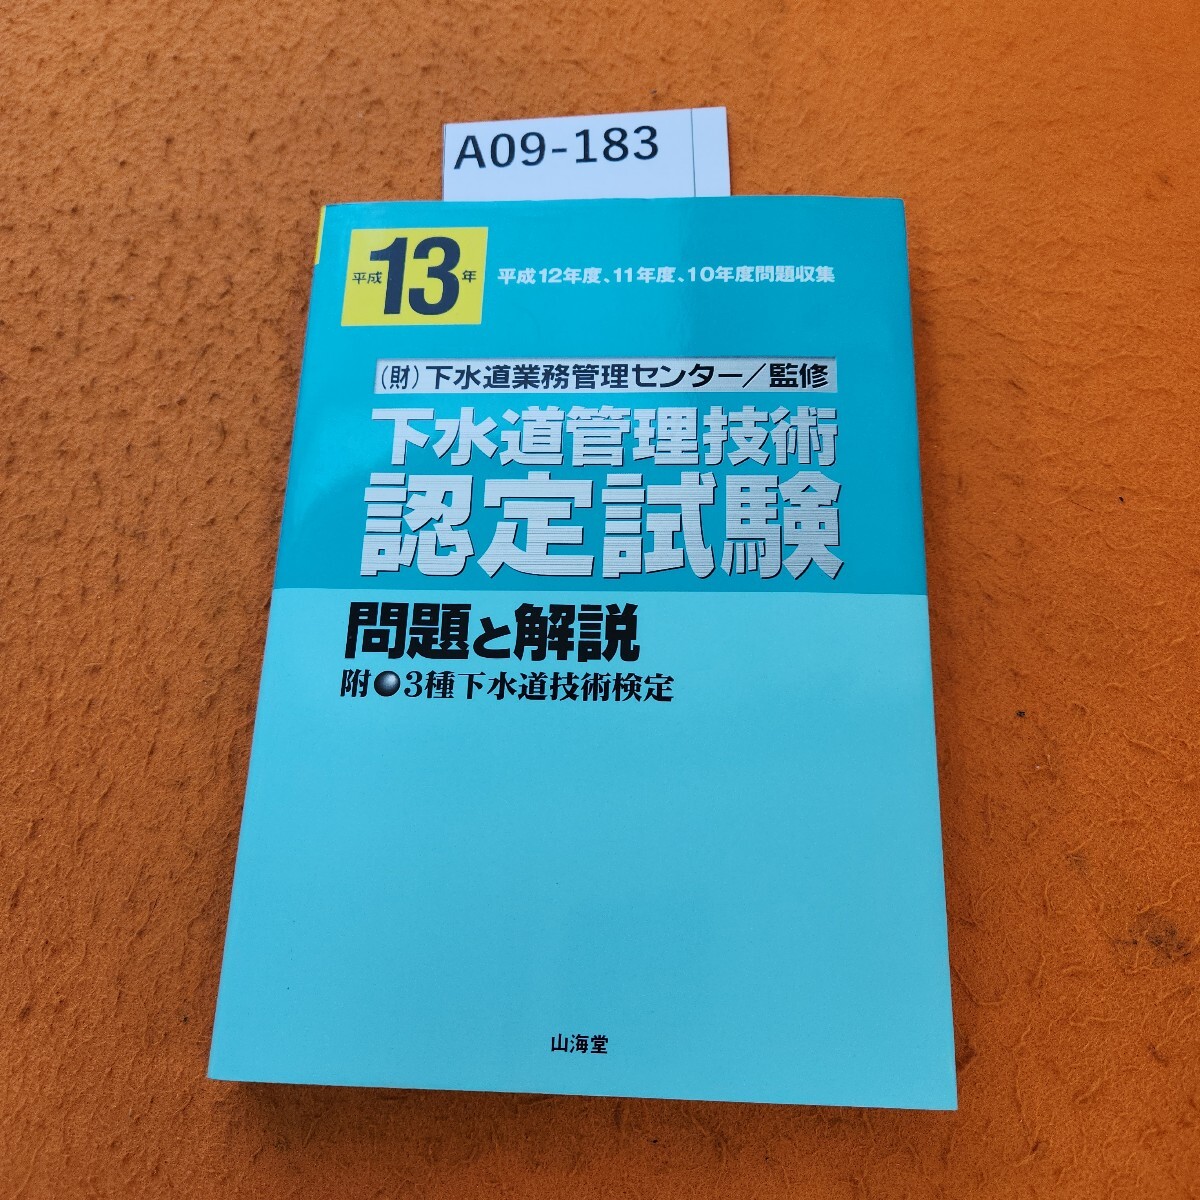 A09-183
平成13年
平成12年度、11年度、10年度問題収集
(財)下水道業務管理センター/監修
下水道管理技術
認定試験
問題と解説
附●3種下水道技術検定
山海堂